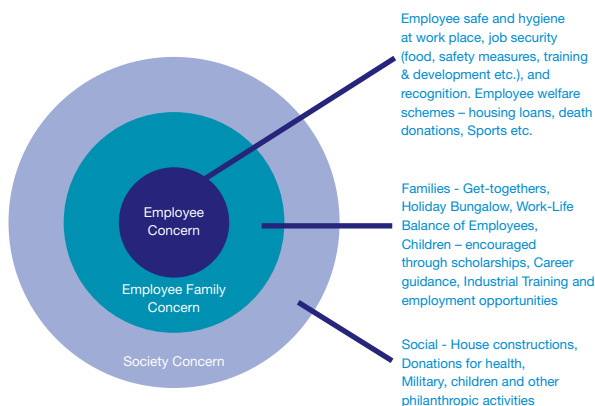 Employee safe and hygiene
at work place, job security
(food, safety measures, training
& development etc.), and
recognition. Employee welfare
schemes – housing loans, death
donations, Sports etc.
Employee
Concern
Families - Get-togethers,
Holiday Bungalow, Work-Life
Balance of Employees,
Children – encouraged
through scholarships, Career
guidance, Industrial Training and
employment opportunities
Employee Family
Concern
Society Concern
Social - House constructions,
Donations for health,
Military, children and other
philanthropic activities